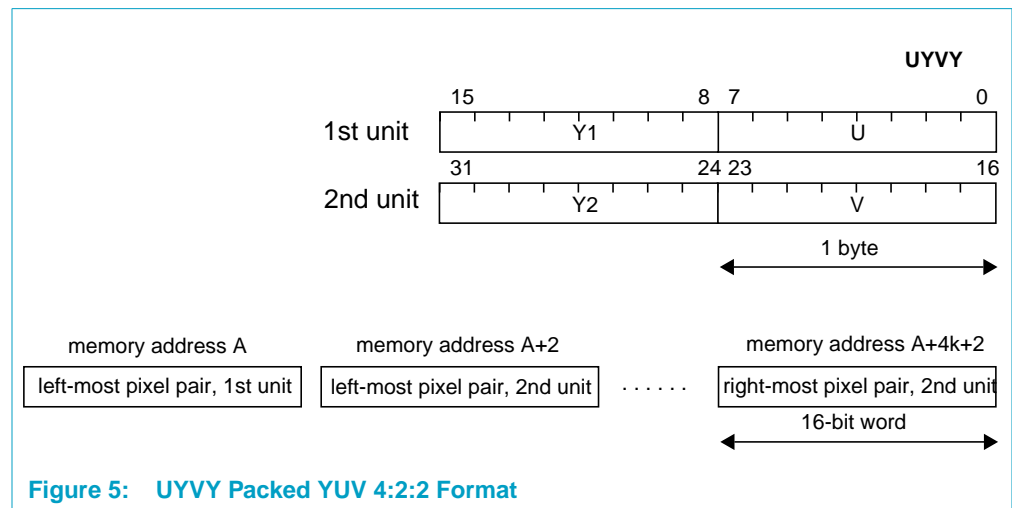 UYVY
15 8 7 0
1st unit Y1 U
31 24 23 16
2nd unit Y2 V
1 byte
memory address A memory address A+2 memory address A+4k+2
left-most pixel pair, 1st unit left-most pixel pair, 2nd unit . . . . . . right-most pixel pair, 2nd unit
16-bit word
Figure 5: UYVY Packed YUV 4:2:2 Format